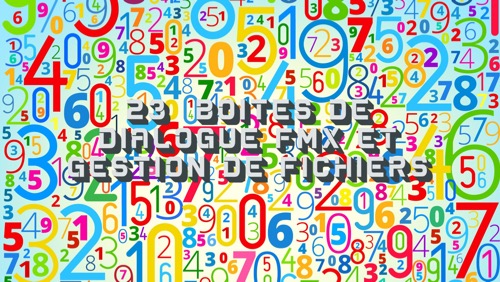 23 BOITES DE
DIALOGUE FMX ET
GESTION DE FICHIERS